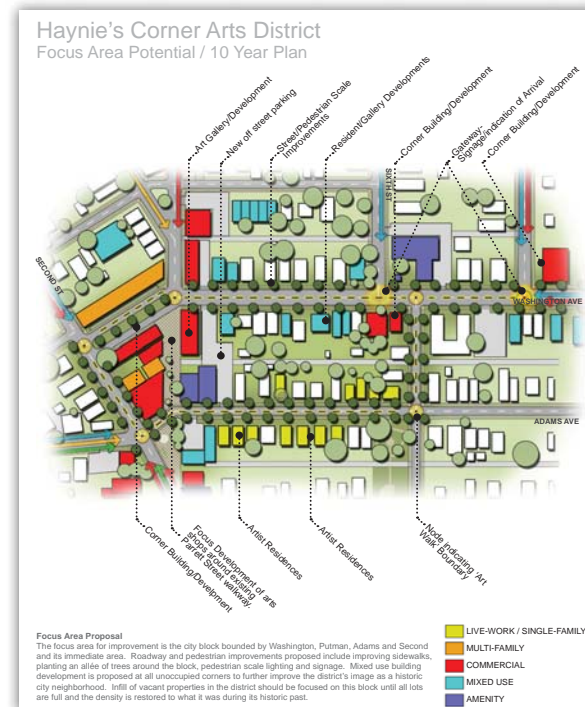 Haynie's Corner Arts District
Focus Area Potential / 10 Year Plan
Art Gallery/Development
New off street parking
Street/Pedestrian Scale
Improvements
Resident/Gallery Developments
Corner Building/Development
Gateway-
Signage/indication of Arrival
Corner Building/Development
SIXTH ST
SECOND ST
WASHINGTON AVE
ADAMS AVE
Corner Building/Develpment
Focus Development of arts
shops around existing
Parrett Street walkway.
Artist Residences
Artist Residences
Node indicating 'Art
Walk Boundary
Focus Area Proposal
The focus area for improvement is the city block bounded by Washington, Putman, Adams and Second
and its immediate area. Roadway and pedestrian improvements proposed include improving sidewalks,
planting an allée of trees around the block, pedestrian scale lighting and signage. Mixed use building
development is proposed at all unoccupied corners to further improve the district's image as a historic
city neighborhood. Infill of vacant properties in the district should be focused on this block until all lots
are full and the density is restored to what it was during its historic past.
LIVE-WORK / SINGLE-FAMILY
MULTI-FAMILY
COMMERCIAL
MIXED USE
AMENITY